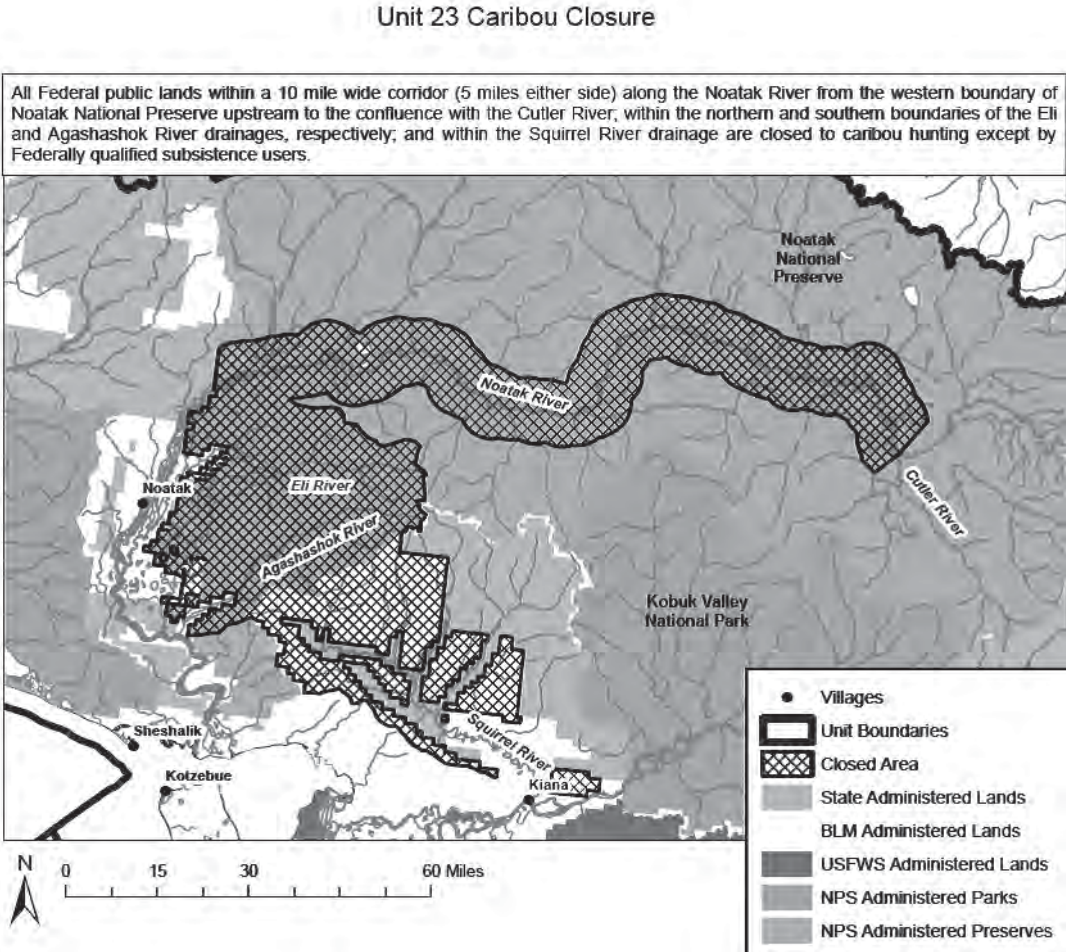 Unit 23 Caribou Closure
All Federal public lands within a 10 mile wide corridor (5 miles either side) along the Noatak River from the western boundary of
Noatak National Preserve upstream to the confluence with the Cutler River; within the northern and southern boundaries of the Eli
and Agashashok River drainages, respectively; and within the Squirrel River drainage are closed to caribou hunting except by
Federally qualified subsistence users.
Noatak
National
Preserve
Noatak River
Noatak
Eli River
Cutler River
Agashashok River
Kobuk Valley
National Park
Squirrel River
Sheshalik
Kotzebue
Kiana
Villages
Unit Boundaries
Closed Area
State Administered Lands
BLM Administered Lands
USFWS Administered Lands
NPS Administered Parks
NPS Administered Preserves
N
0 15 30 60 Miles